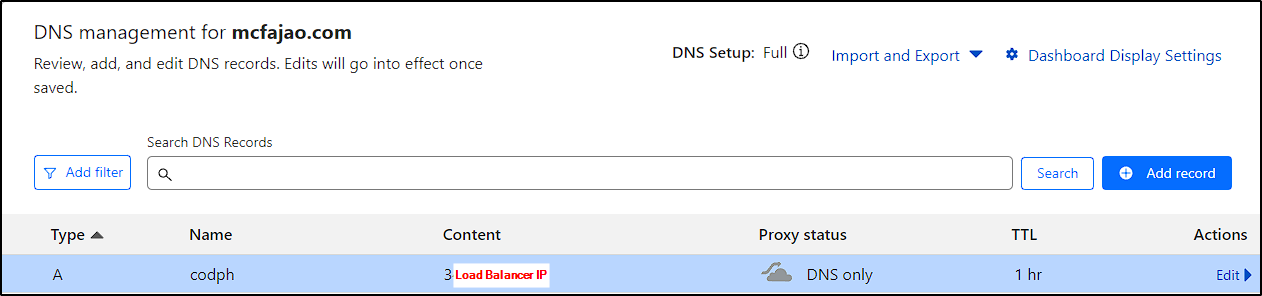 DNS management for mcfajao.com
Review, add, and edit DNS records. Edits will go into effect once
saved.
DNS Setup: Full
Import and Export
Dashboard Display Settings
Search DNS Records
Add filter
Search
Add record
Type Name Content Proxy status TTL Actions
A codph 3 Load Balancer IP DNS only 1 hr Edit